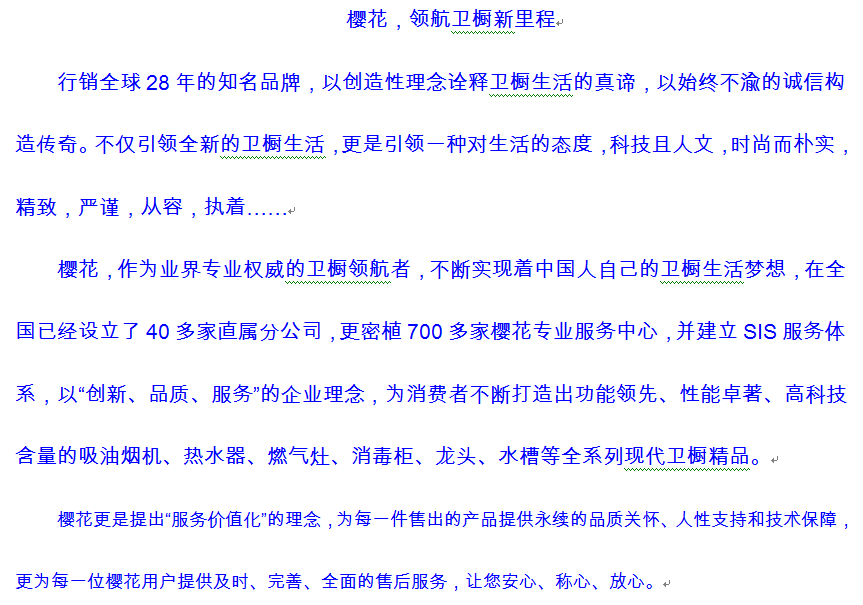 樱花，领航卫橱新里程
行销全球 28 年的知名品牌，以创造性理念诠释卫橱生活的真谛，以始终不渝的诚信构
造传奇。不仅引领全新的卫橱生活，更是引领一种对生活的态度，科技且人文，时尚而朴实，
精致，严谨，从容，执着……
樱花，作为业界专业权威的卫橱领航者，不断实现着中国人自己的卫橱生活梦想，在全
国已经设立了 40 多家直属分公司，更密植 700 多家樱花专业服务中心，并建立 SIS 服务体
系，以“创新、品质、服务”的企业理念，为消费者不断打造出功能领先、性能卓著、高科技
含量的吸油烟机、热水器、燃气灶、消毒柜、龙头、水槽等全系列现代卫橱精品。
樱花更是提出“服务价值化”的理念，为每一件售出的产品提供永续的品质关怀、人性支持和技术保障，
更为每一位樱花用户提供及时、完善、全面的售后服务，让您安心、称心、放心。